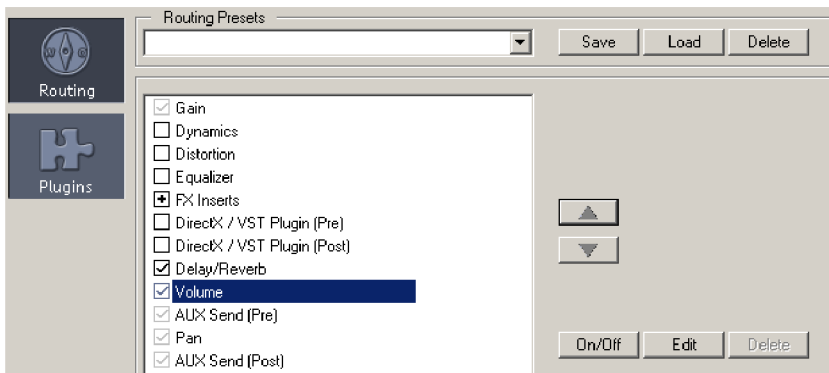 Routing Presets
Save Load Delete
Routing
Gain
Dynamics
Distortion
Equalizer
Plugins
FX Inserts
DirectX / VST Plugin (Pre)
DirectX / VST Plugin (Post)
Delay/Reverb
Volume
AUX Send (Pre)
Pan
On/Off Edit Delete
AUX Send (Post)